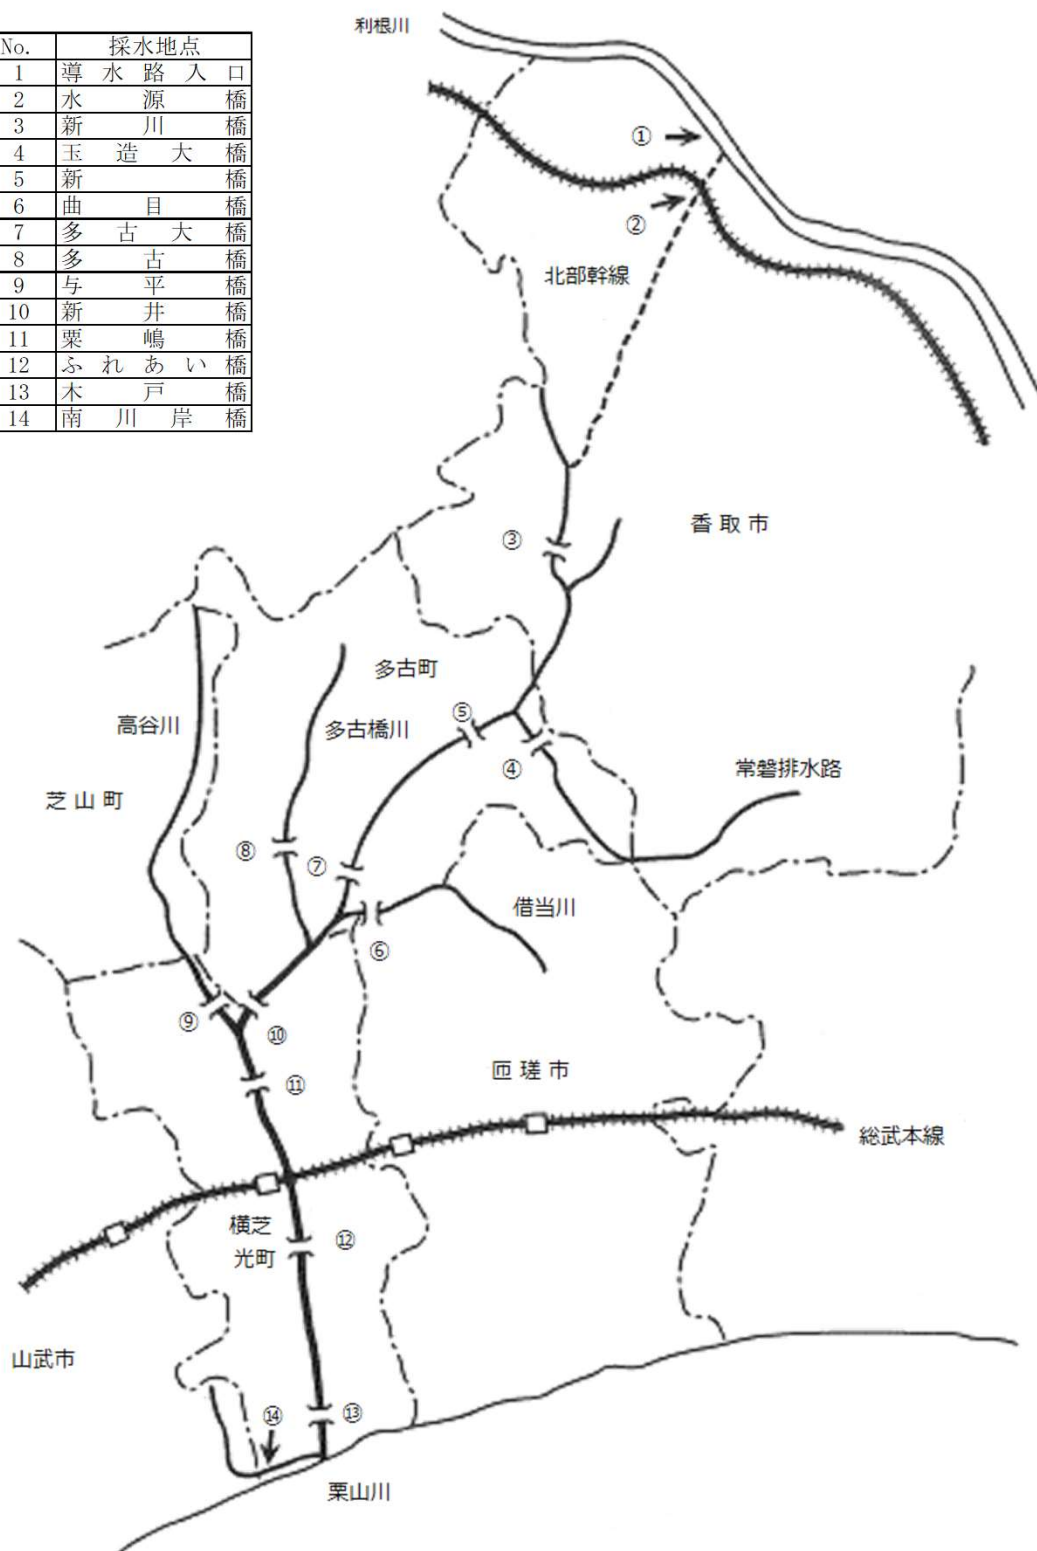 利根川
No. 採水地点
1 導水路入口
2 水源橋
3 新川橋
4 玉造大橋
5 新橋
6 曲目橋
7 多古大橋
8 多古橋
9 与平橋
10 新井橋
11 栗嶋橋
12 ふれあい橋
13 木戸橋
14 南川岸橋
①
②
北部幹線
③
香取市
多古町
高谷川
⑤
多古橋川
④
常磐排水路
芝山町
⑧
⑦
借当川
⑥
⑨
⑩
⑪
匝瑳市
総武本線
横芝
光町
⑫
山武市
⑭
⑬
栗山川